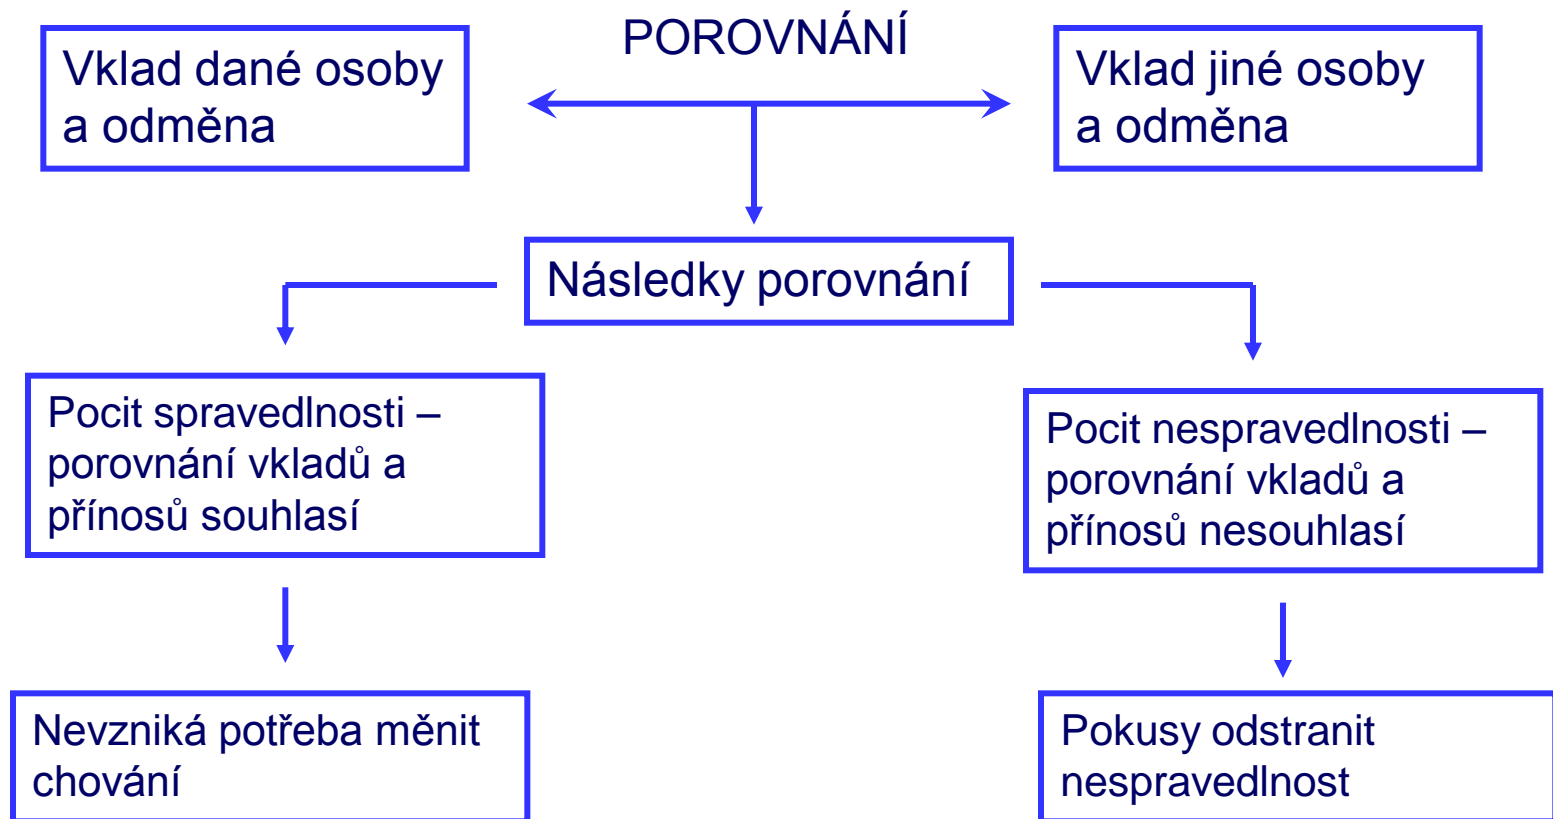 POROVNÁNÍ
Vklad dané osoby
a odměna
Vklad jiné osoby
a odměna
Následky porovnání
Pocit spravedlnosti –
porovnání vkladů a
přínosů souhlasí
Pocit nespravedlnosti –
porovnání vkladů a
přínosů nesouhlasí
Nevzniká potřeba měnit
chování
Pokusy odstranit
nespravedlnost